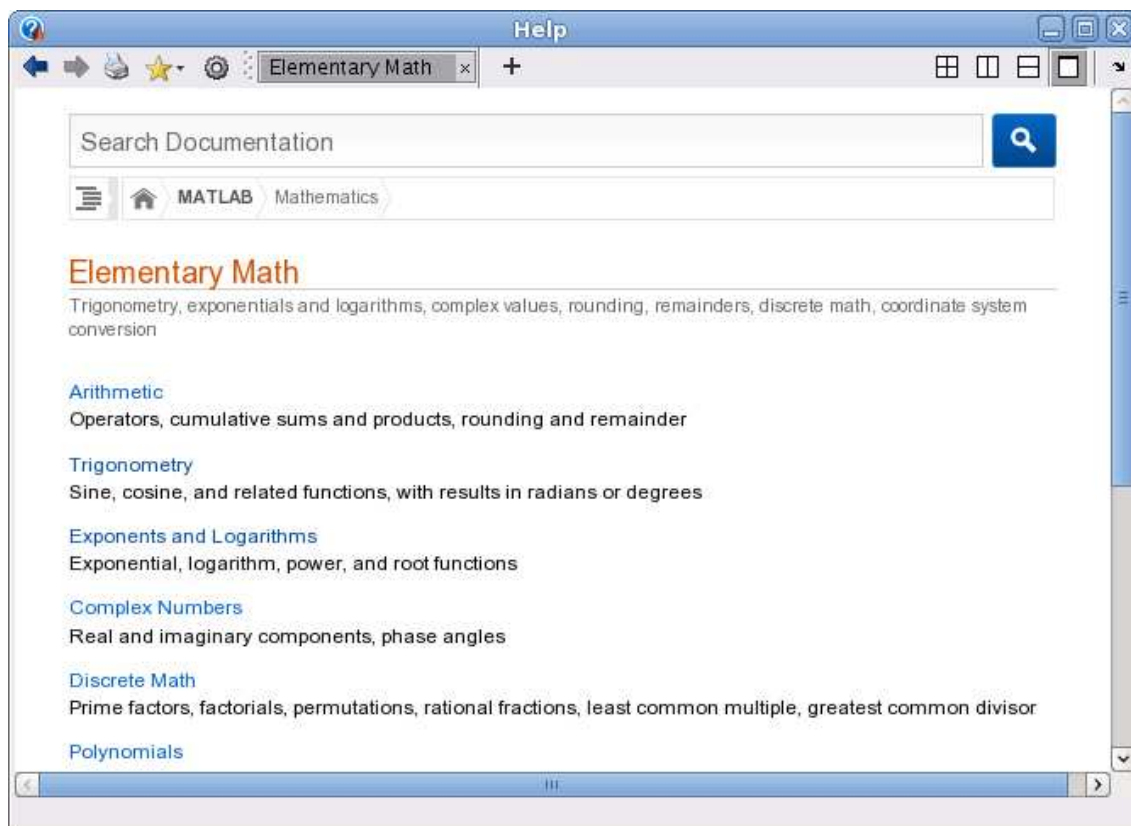 Help
Elementary Math
Search Documentation
MATLAB Mathematics
Elementary Math
Trigonometry, exponentials and logarithms, complex values, rounding, remainders, discrete math, coordinate system
conversion
Arithmetic
Operators, cumulative sums and products, rounding and remainder
Trigonometry
Sine, cosine, and related functions, with results in radians or degrees
Exponents and Logarithms
Exponential, logarithm, power, and root functions
Complex Numbers
Real and imaginary components, phase angles
Discrete Math
Prime factors, factorials, permutations, rational fractions, least common multiple, greatest common divisor
Polynomials